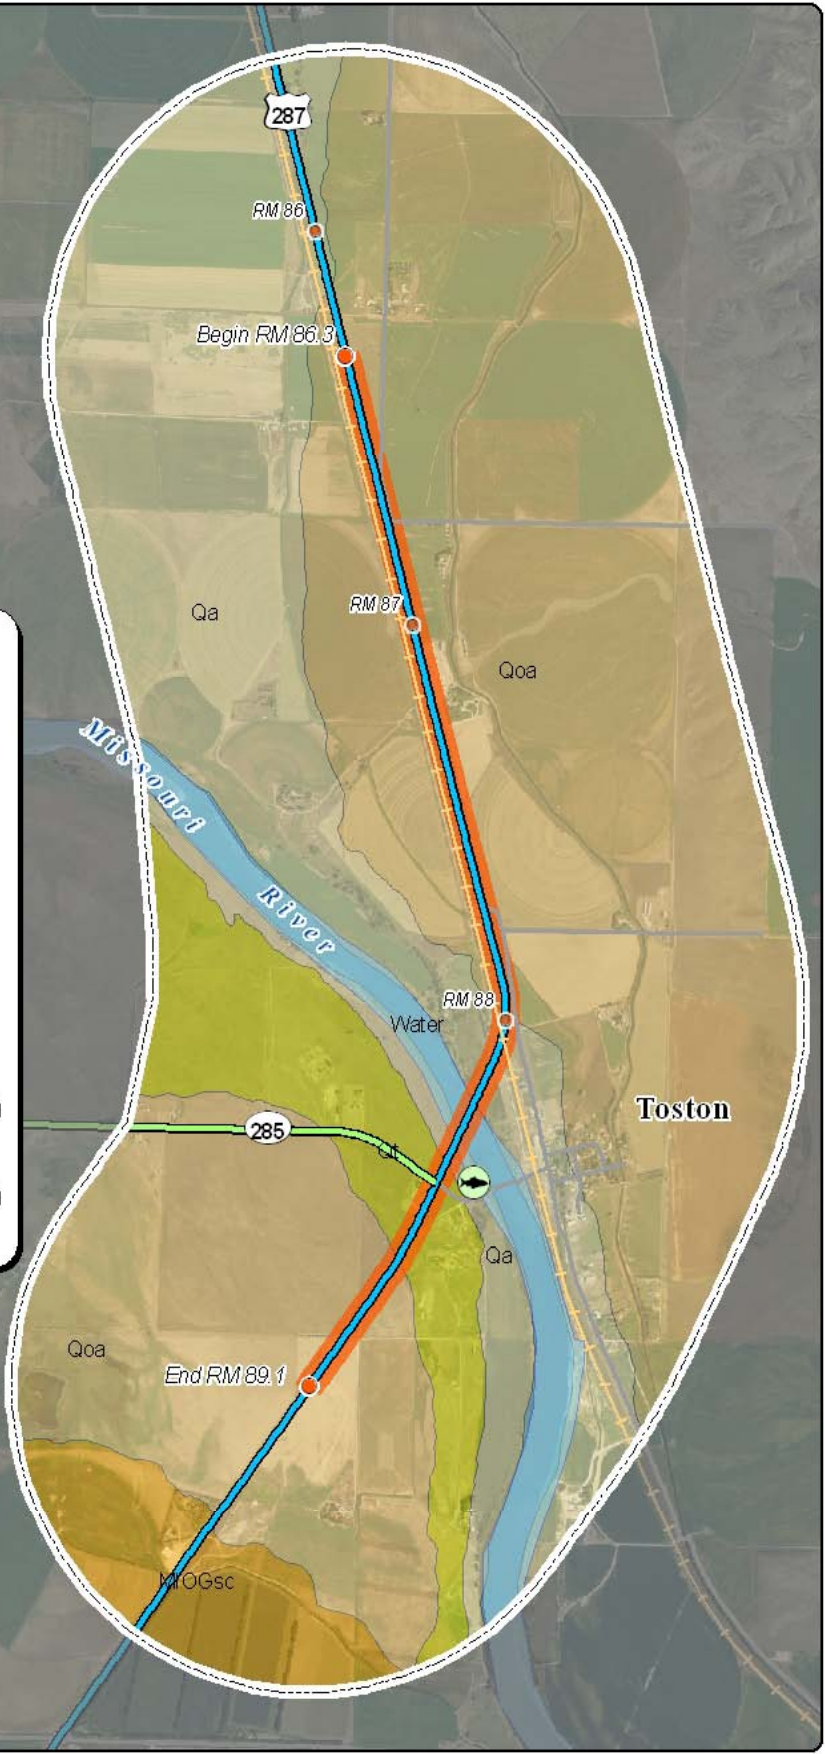 287
RM 86
Begin RM 86.3
Qa
RM 87
Qoa
Missouri
River
RM 88
Water
Toston
285
Qt
Qa
Qoa
End RM 89.1
MIOGsc